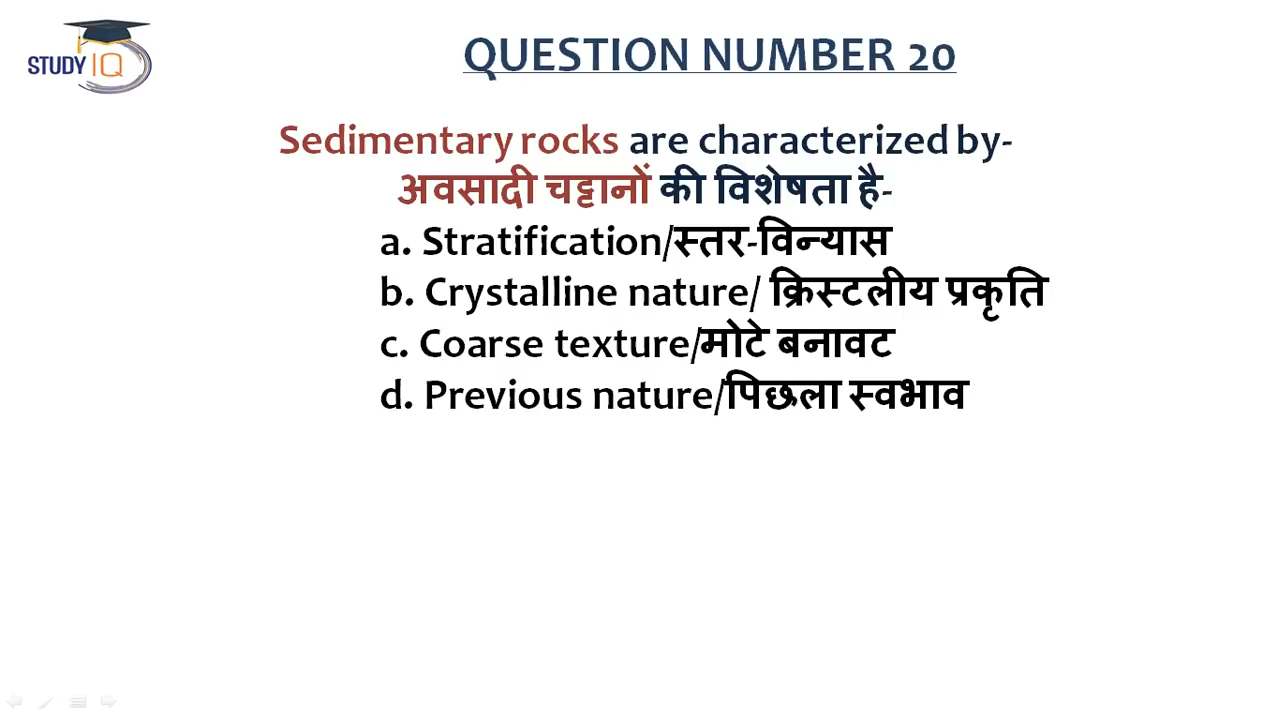 STUDY IQ
QUESTION NUMBER 20
Sedimentary rocks are characterized by-
अवसादी चट्टानों की विशेषता है-
a. Stratification/स्तर-विन्यास
b. Crystalline nature/ क्रिस्टलीय प्रकृति
c. Coarse texture/मोटे बनावट
d. Previous nature/पिछला स्वभाव